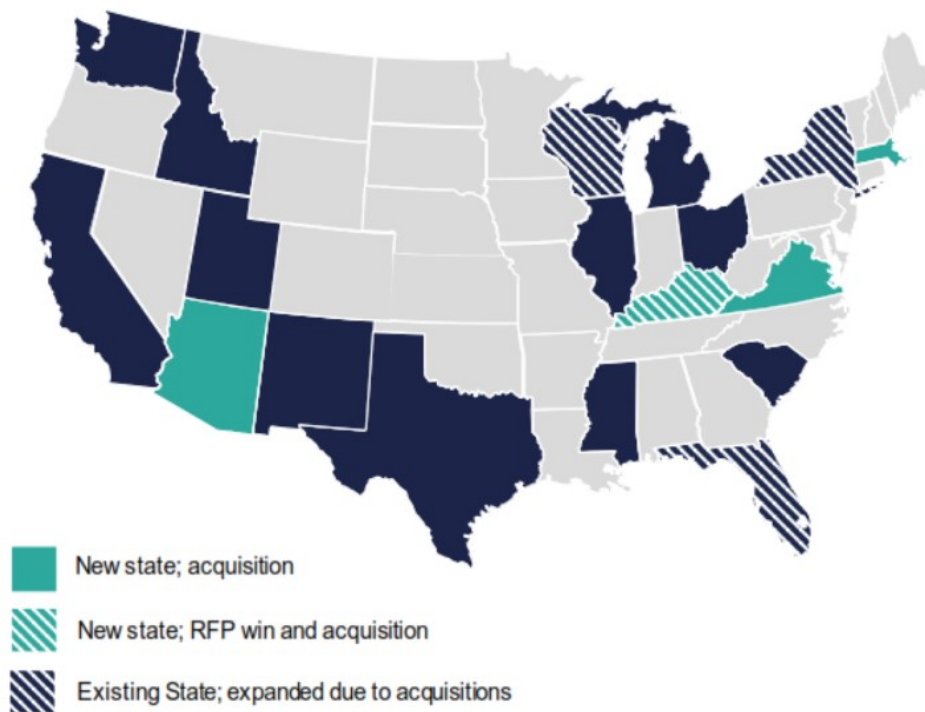 New state; acquisition
New state; RFP win and acquisition
Existing State; expanded due to acquisitions